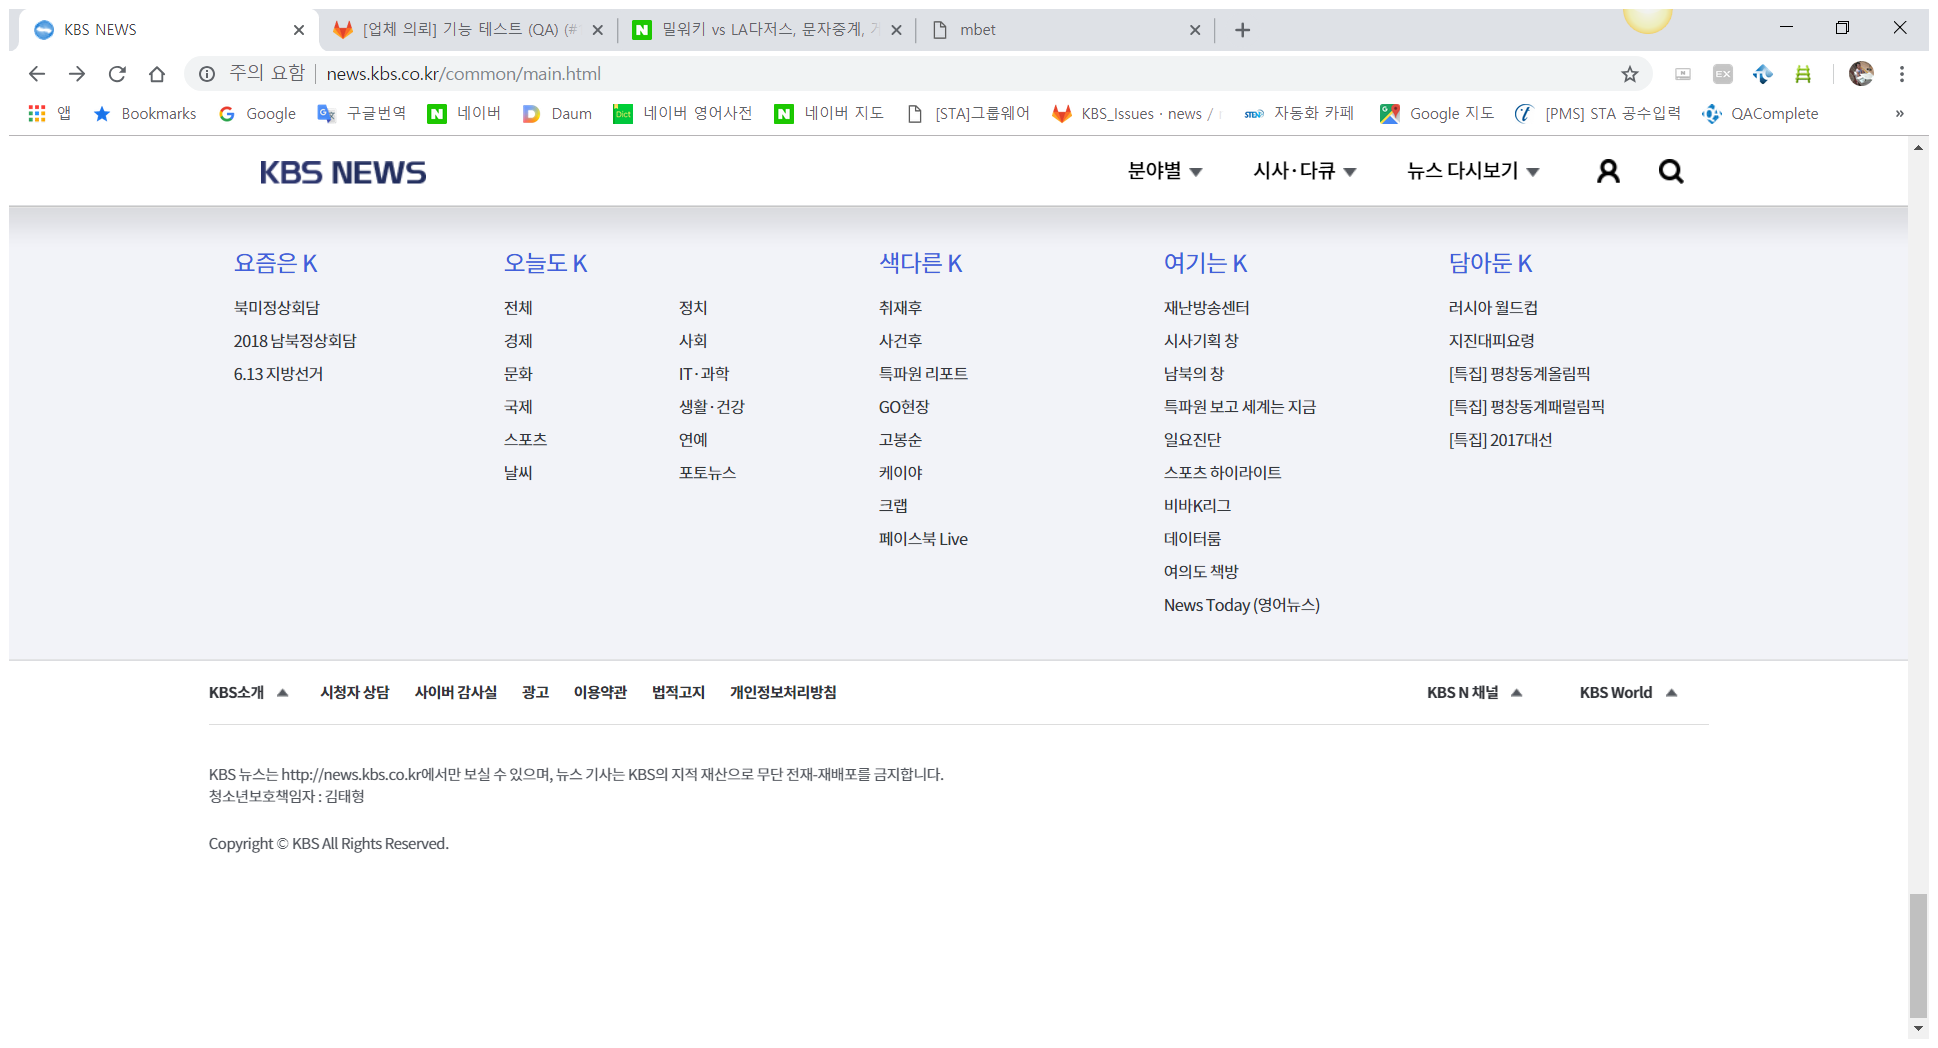 KBS NEWS
[업체 의뢰] 기능 테스트 (QA) (#
밀워키 vs LA다저스, 문자중계,
mbet
주의 요함 news.kbs.co.kr/common/main.html
앱 Bookmarks Google 구글번역 네이버 Daum 네이버 영어사전 네이버 지도 [STA]그룹웨어 KBS_Issues · news / 자동화 카페 Google 지도 [PMS] STA 공수입력 QAComplete »
KBS NEWS 분야별 시사·다큐 뉴스 다시보기
요즘은 K
북미정상회담
2018 남북정상회담
6.13 지방선거
오늘도 K
전체 정치
경제 사회
문화 IT·과학
국제 생활·건강
스포츠 연예
날씨 포토뉴스
색다른 K
취재후
사건후
특파원 리포트
GO현장
고봉순
케이야
크랩
페이스북 Live
여기는 K
재난방송센터
시사기획 창
남북의 창
특파원 보고 세계는 지금
일요진단
스포츠 하이라이트
비바K리그
데이터룸
여의도 책방
News Today (영어뉴스)
담아둔 K
러시아 월드컵
지진대피요령
[특집] 평창동계올림픽
[특집] 평창동계패럴림픽
[특집] 2017대선
KBS소개 시청자 상담 사이버 감사실 광고 이용약관 법적고지 개인정보처리방침 KBS N 채널 KBS World
KBS 뉴스는 http://news.kbs.co.kr에서만 보실 수 있으며, 뉴스 기사는 KBS의 지적 재산으로 무단 전재-재배포를 금지합니다.
청소년보호책임자 : 김태형
Copyright © KBS All Rights Reserved.